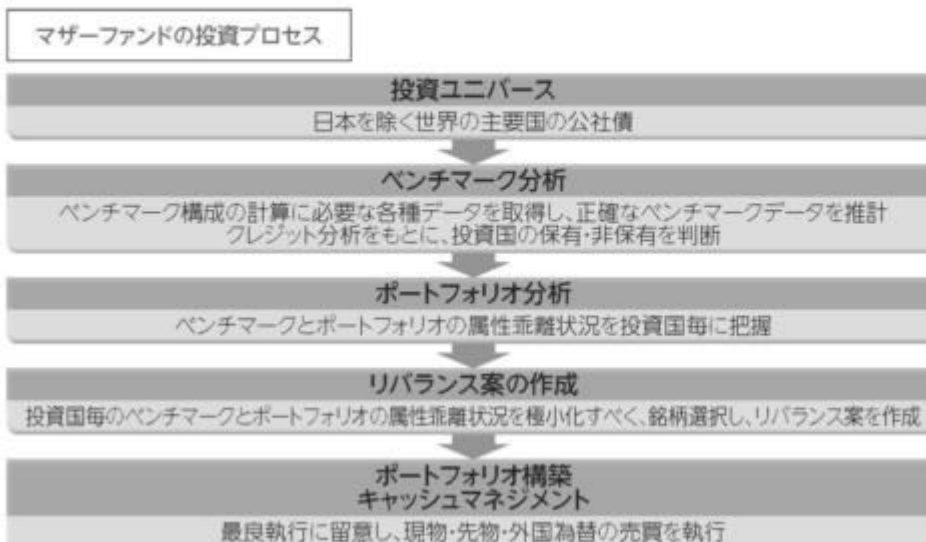 マザーファンドの投資プロセス
投資ユニバース
日本を除く世界の主要国の公社債
ベンチマーク分析
ベンチマーク構成の計算に必要な各種データを取得し、正確なベンチマークデータを推計
クレジット分析をもとに、投資国の保有・非保有を判断
ポートフォリオ分析
ベンチマークとポートフォリオの属性乖離状況を投資国毎に把握
リバランス案の作成
投資国毎のベンチマークとポートフォリオの属性乖離状況を極小化すべく、銘柄選択し、リバランス案を作成
ポートフォリオ構築
キャッシュマネジメント
最良執行に留意し、現物・先物・外国為替の売買を執行